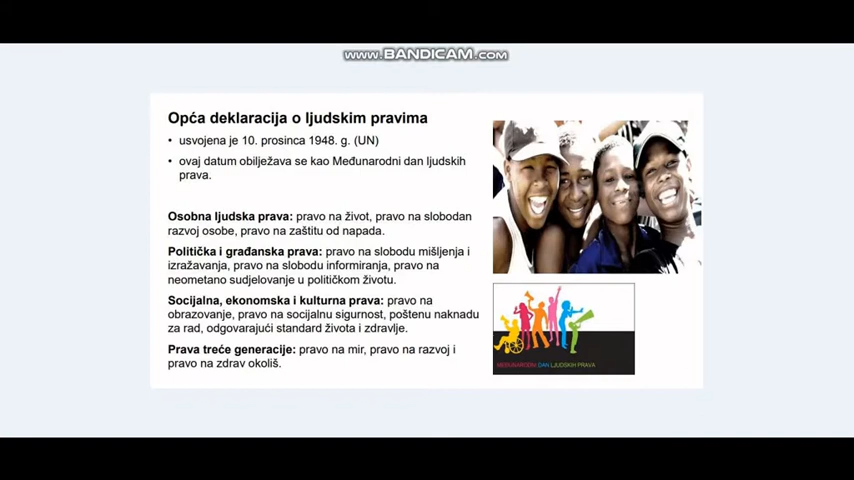 www.BANDICAM.com
Opća deklaracija o ljudskim pravima
• usvojena je 10. prosinca 1948. g. (UN)
• ovaj datum obilježava se kao Međunarodni dan ljudskih
prava.
Osobna ljudska prava: pravo na život, pravo na slobodan
razvoj osobe, pravo na zaštitu od napada.
Politička i građanska prava: pravo na slobodu mišljenja i
izražavanja, pravo na slobodu informiranja, pravo na
neometano sudjelovanje u političkom životu.
Socijalna, ekonomska i kulturna prava: pravo na
obrazovanje, pravo na socijalnu sigurnost, poštenu naknadu
za rad, odgovarajući standard života i zdravlje.
Prava treće generacije: pravo na mir, pravo na razvoj i
pravo na zdrav okoliš.
MEĐUNARODNI DAN LJUDSKIH PRAVA